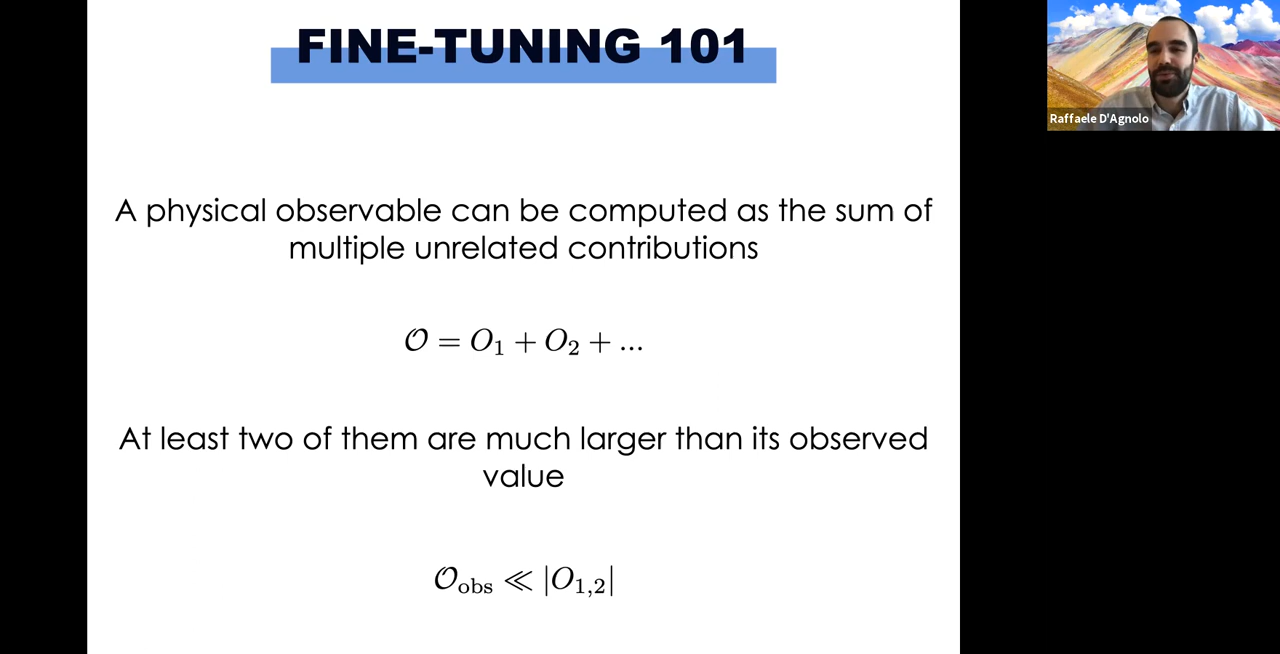 FINE-TUNING 101
Raffaele D'Agnolo
A physical observable can be computed as the sum of
multiple unrelated contributions
𝒪 = O₁ + O₂ + ...
At least two of them are much larger than its observed
value
𝒪obs ≪ |O₁,₂|